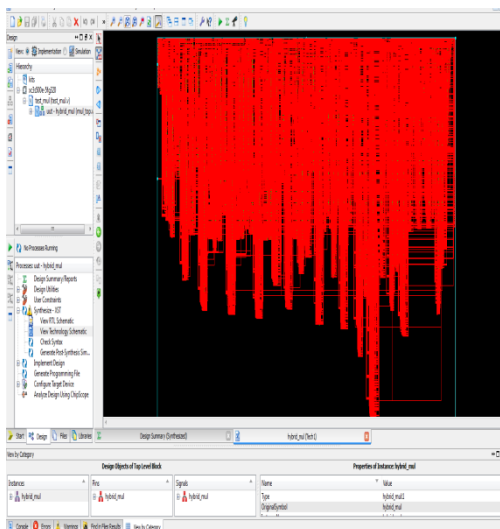 Design
View: Implementation Simulation
Hierarchy
kits
xc3s500e-5fg320
test_mul (test_mul.v)
uut - hybrid_mul (mul_top.v
No Processes Running
Processes: uut - hybrid_mul
Design Summary/Reports
Design Utilities
User Constraints
Synthesize - XST
View RTL Schematic
View Technology Schematic
Check Syntax
Generate Post-Synthesis Sim...
Implement Design
Generate Programming File
Configure Target Device
Analyze Design Using ChipScope
Start Design Files Libraries Design Summary (Synthesized) hybrid_mul (Tech1)
View by Category
Design Objects of Top Level Block Properties of Instance: hybrid_mul
Instances Pins Signals Name Value
hybrid_mul hybrid_mul hybrid_mul Type hybrid_mul:1
OriginalSymbol hybrid_mul
Console Errors Warnings Find in Files Results View by Category